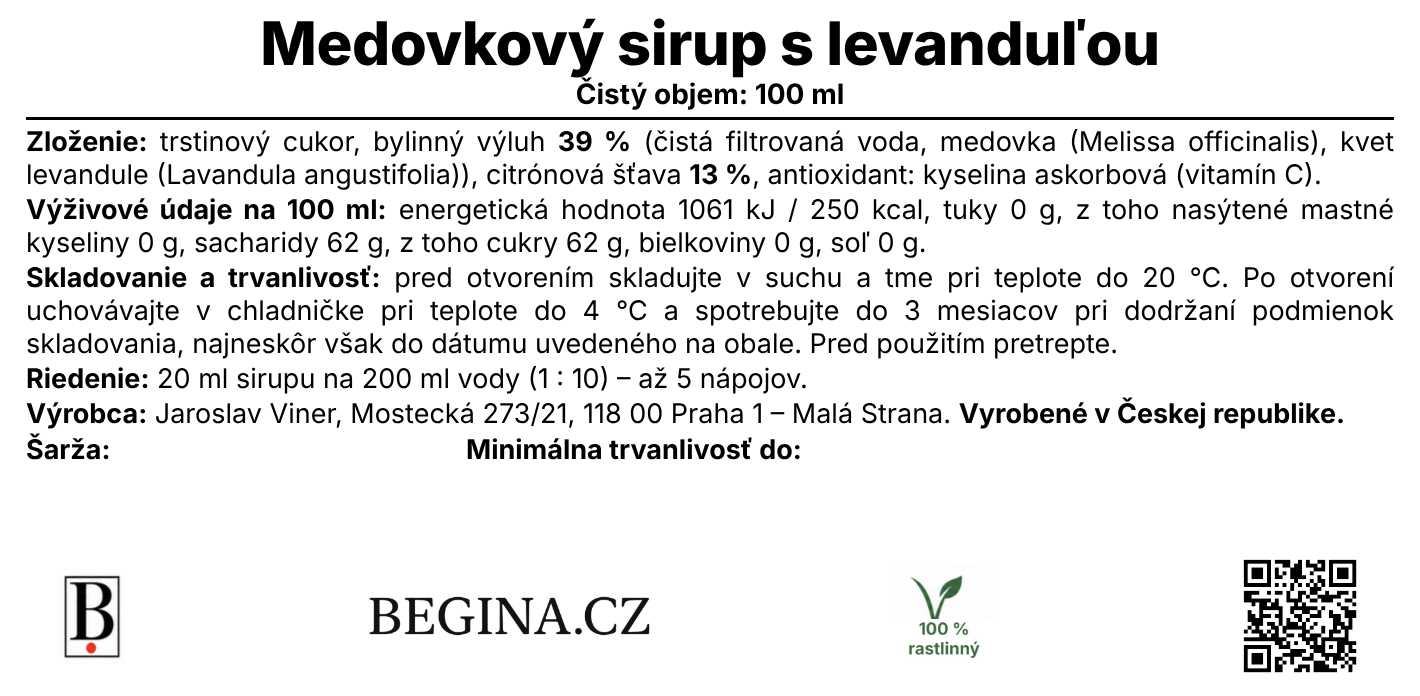 Medovkový sirup s levanduľou
Čistý objem: 100 ml
Zloženie: trstinový cukor, bylinný výluh 39 % (čistá filtrovaná voda, medovka (Melissa officinalis), kvet
levandule (Lavandula angustifolia)), citrónová šťava 13 %, antioxidant: kyselina askorbová (vitamín C).
Výživové údaje na 100 ml: energetická hodnota 1061 kJ / 250 kcal, tuky 0 g, z toho nasýtené mastné
kyseliny 0 g, sacharidy 62 g, z toho cukry 62 g, bielkoviny 0 g, soľ 0 g.
Skladovanie a trvanlivosť: pred otvorením skladujte v suchu a tme pri teplote do 20 °C. Po otvorení
uchovávajte v chladničke pri teplote do 4 °C a spotrebujte do 3 mesiacov pri dodržaní podmienok
skladovania, najneskôr však do dátumu uvedeného na obale. Pred použitím pretrepte.
Riedenie: 20 ml sirupu na 200 ml vody (1 : 10) – až 5 nápojov.
Výrobca: Jaroslav Viner, Mostecká 273/21, 118 00 Praha 1 – Malá Strana. Vyrobené v Českej republike.
Šarža: Minimálna trvanlivosť do:
B BEGINA.CZ
100 %
rastlinný